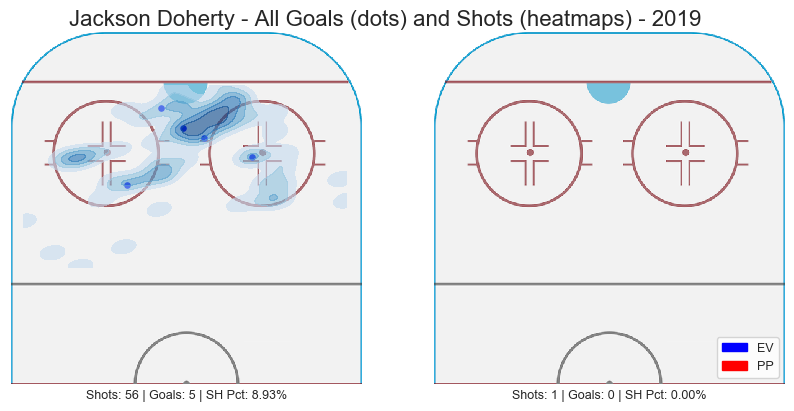 Jackson Doherty - All Goals (dots) and Shots (heatmaps) - 2019
EV
PP
Shots: 56 | Goals: 5 | SH Pct: 8.93%
Shots: 1 | Goals: 0 | SH Pct: 0.00%